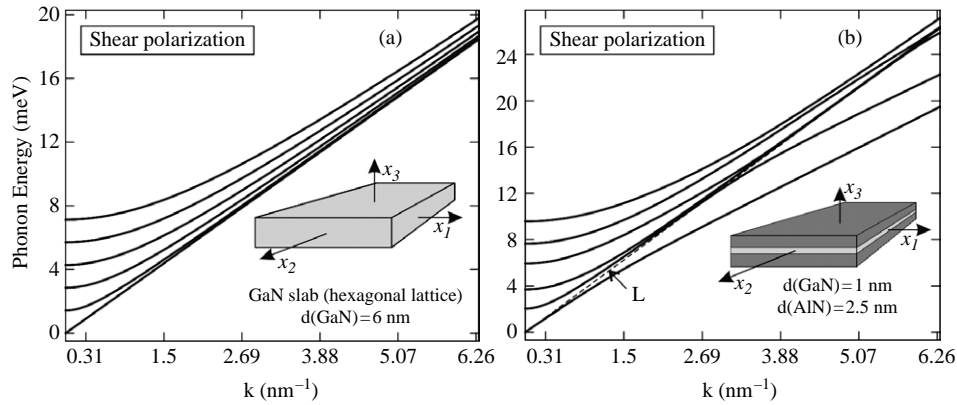 Shear polarization
(a)
Phonon Energy (meV)
20
16
12
8
4
0
x3
x1
x2
GaN slab (hexagonal lattice)
d(GaN)=6 nm
0.31 1.5 2.69 3.88 5.07 6.26
k (nm−1)
Shear polarization
(b)
24
20
16
12
8
4
0
x3
x1
x2
L
d(GaN)=1 nm
d(AlN)=2.5 nm
0.31 1.5 2.69 3.88 5.07 6.26
k (nm−1)